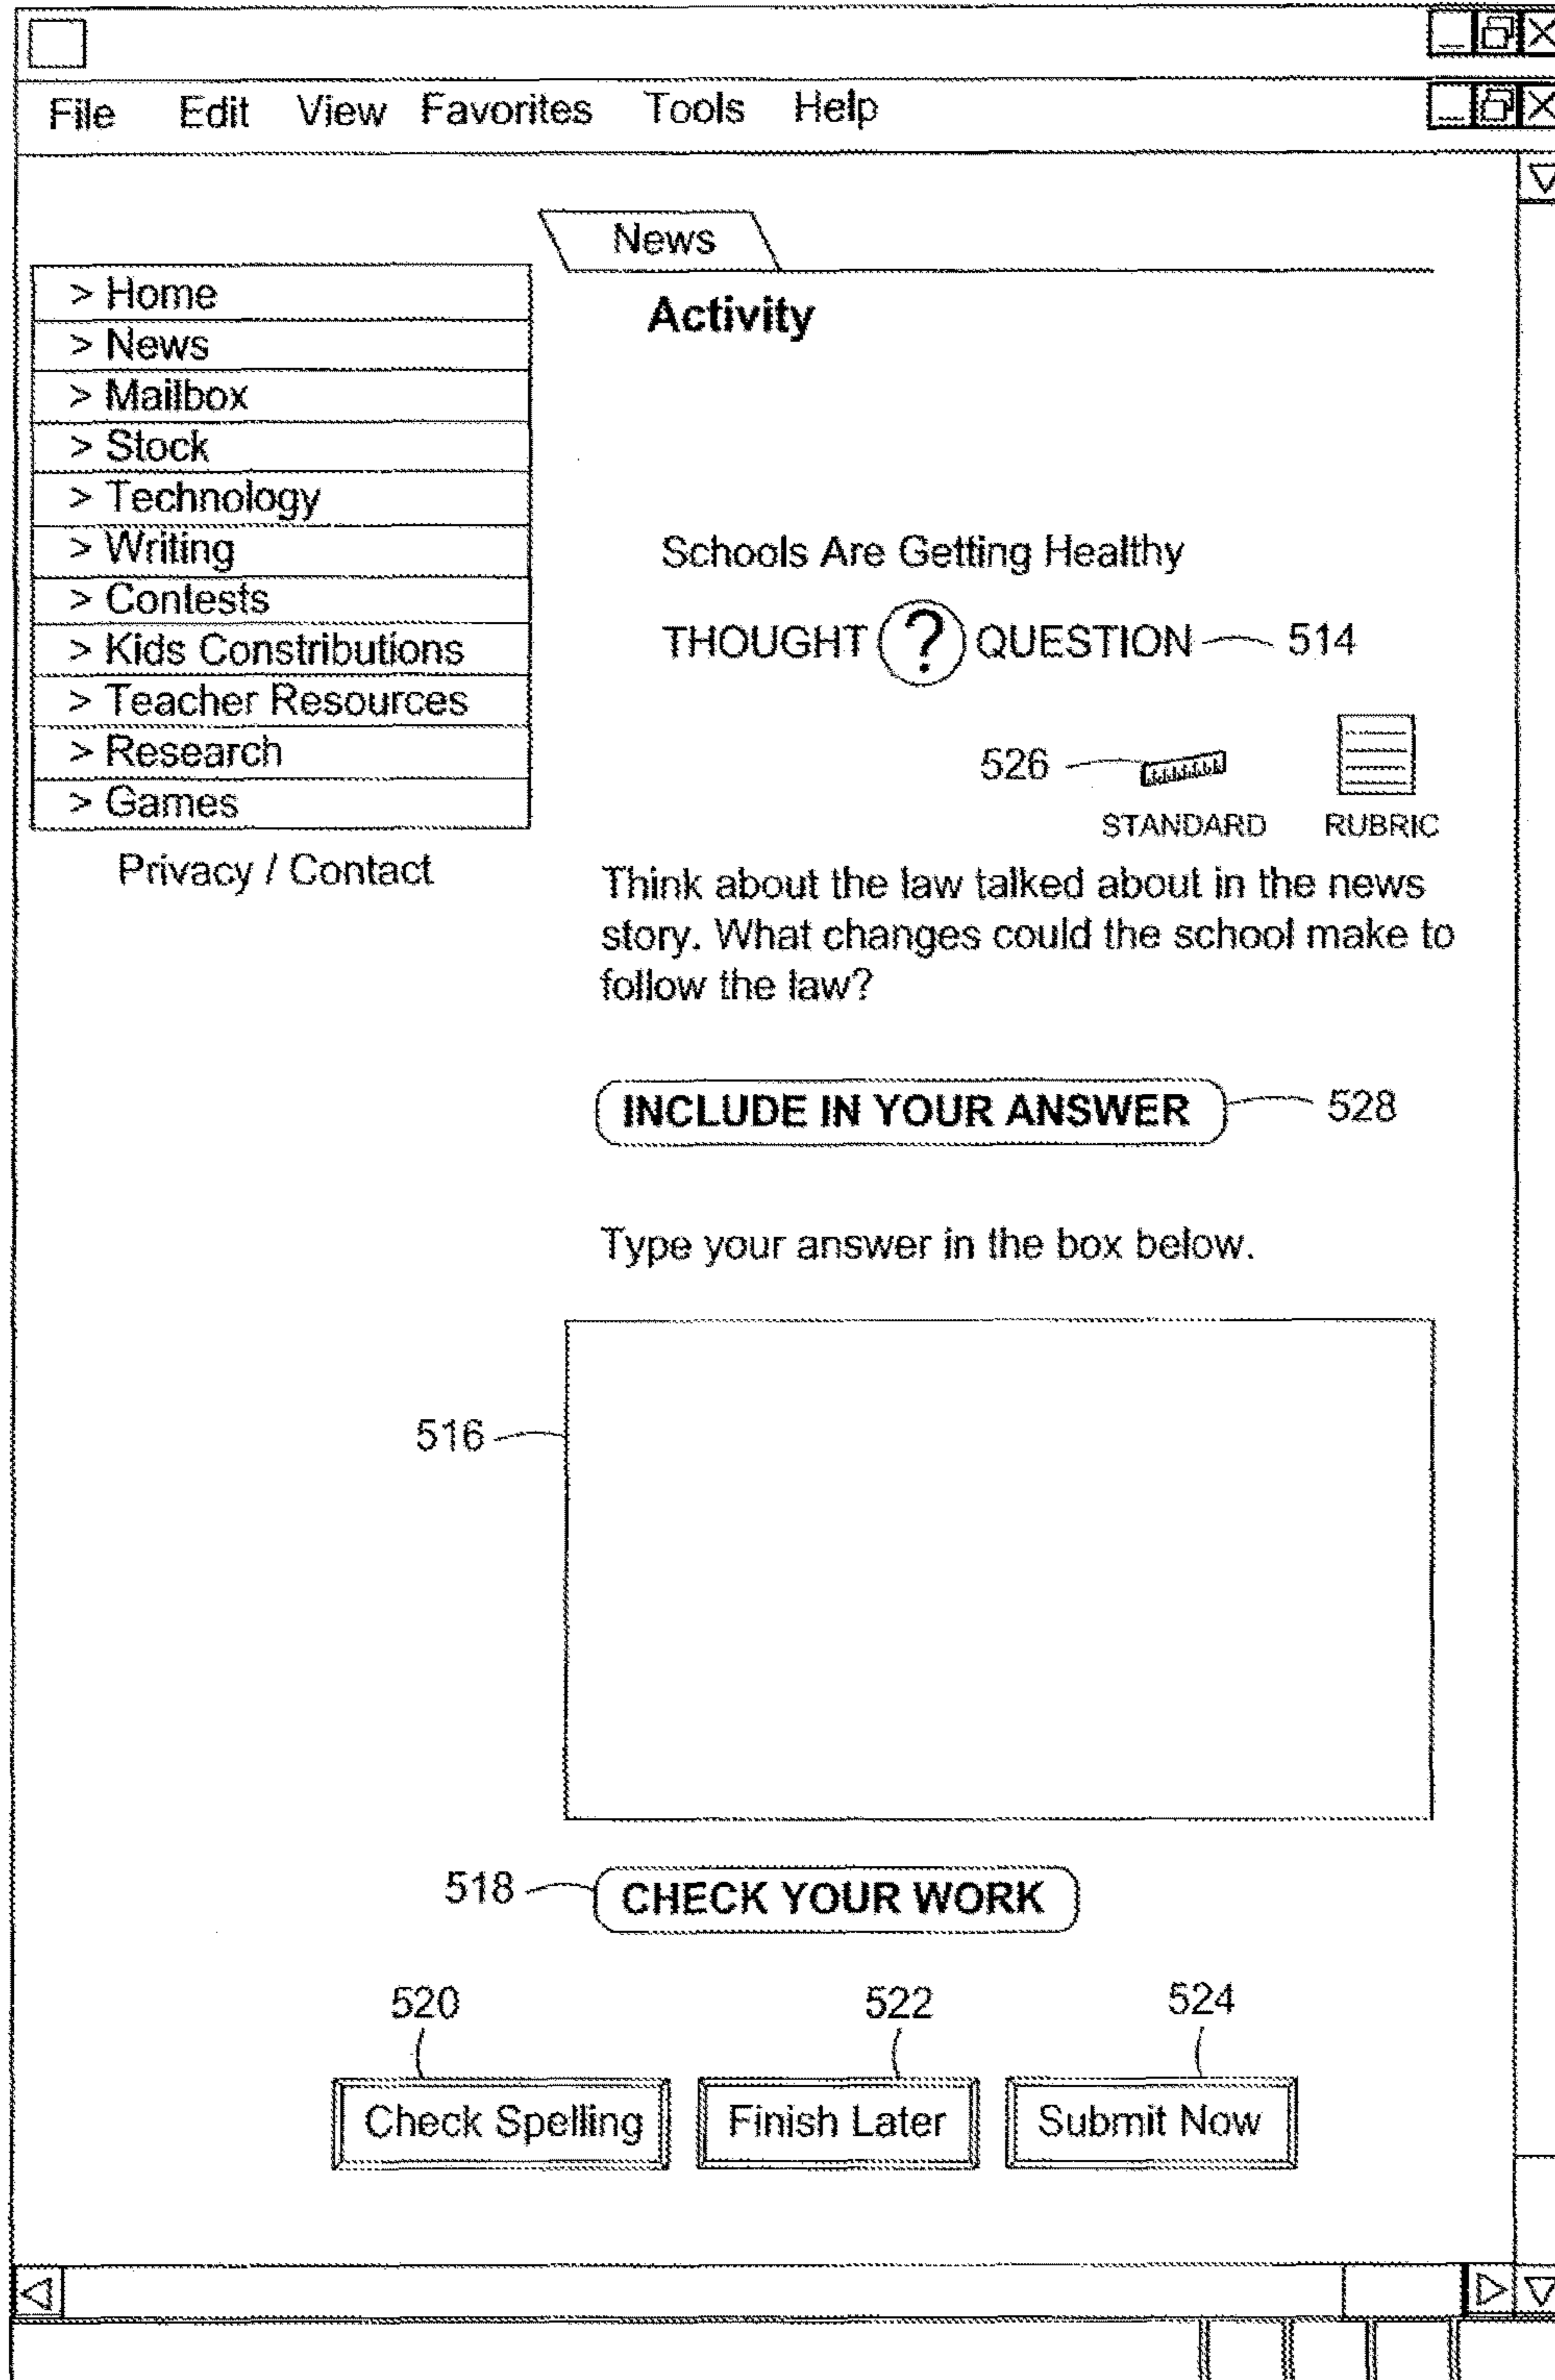 File Edit View Favorites Tools Help
News
> Home
> News
> Mailbox
> Stock
> Technology
> Writing
> Contests
> Kids Constributions
> Teacher Resources
> Research
> Games
Privacy / Contact
Activity
Schools Are Getting Healthy
THOUGHT ? QUESTION 514
526
STANDARD RUBRIC
Think about the law talked about in the news
story. What changes could the school make to
follow the law?
INCLUDE IN YOUR ANSWER 528
Type your answer in the box below.
516
518 CHECK YOUR WORK
520 522 524
Check Spelling Finish Later Submit Now